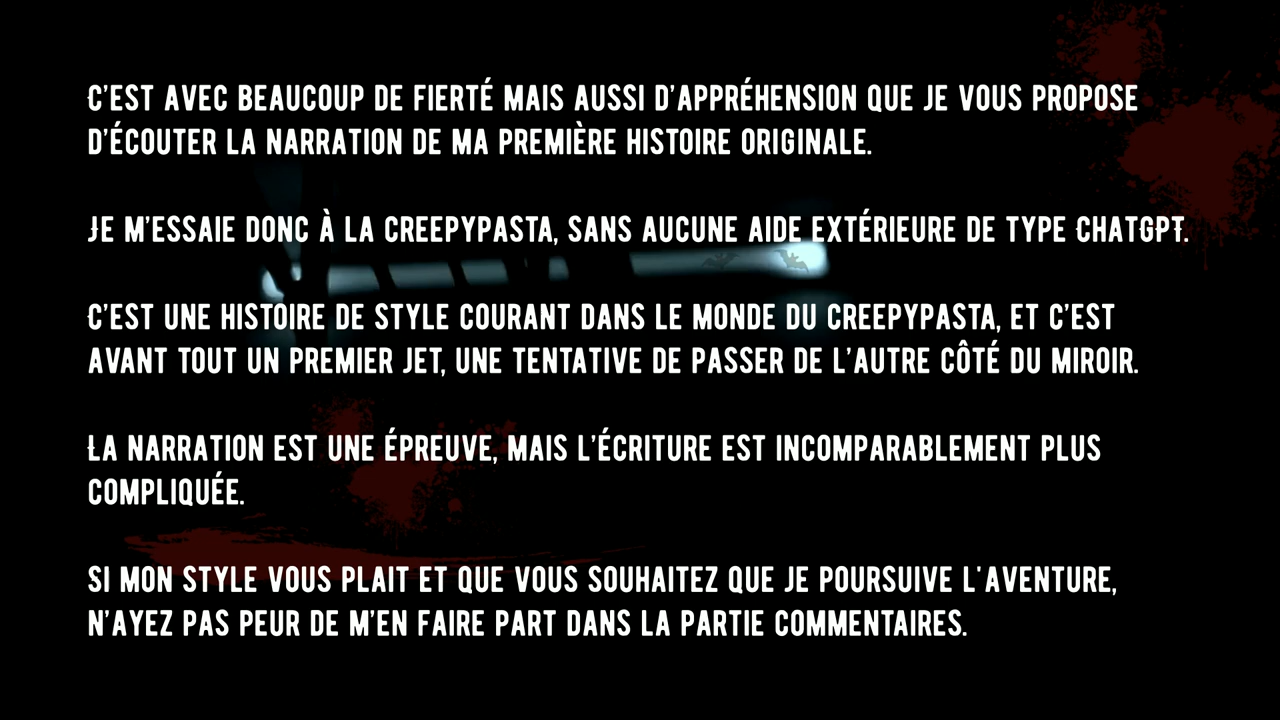 C'EST AVEC BEAUCOUP DE FIERTÉ MAIS AUSSI D'APPRÉHENSION QUE JE VOUS PROPOSE
D'ÉCOUTER LA NARRATION DE MA PREMIÈRE HISTOIRE ORIGINALE.
JE M'ESSAIE DONC À LA CREEPYPASTA, SANS AUCUNE AIDE EXTÉRIEURE DE TYPE CHATGPT.
C'EST UNE HISTOIRE DE STYLE COURANT DANS LE MONDE DU CREEPYPASTA, ET C'EST
AVANT TOUT UN PREMIER JET, UNE TENTATIVE DE PASSER DE L'AUTRE CÔTÉ DU MIROIR.
LA NARRATION EST UNE ÉPREUVE, MAIS L'ÉCRITURE EST INCOMPARABLEMENT PLUS
COMPLIQUÉE.
SI MON STYLE VOUS PLAIT ET QUE VOUS SOUHAITEZ QUE JE POURSUIVE L'AVENTURE,
N'AYEZ PAS PEUR DE M'EN FAIRE PART DANS LA PARTIE COMMENTAIRES.